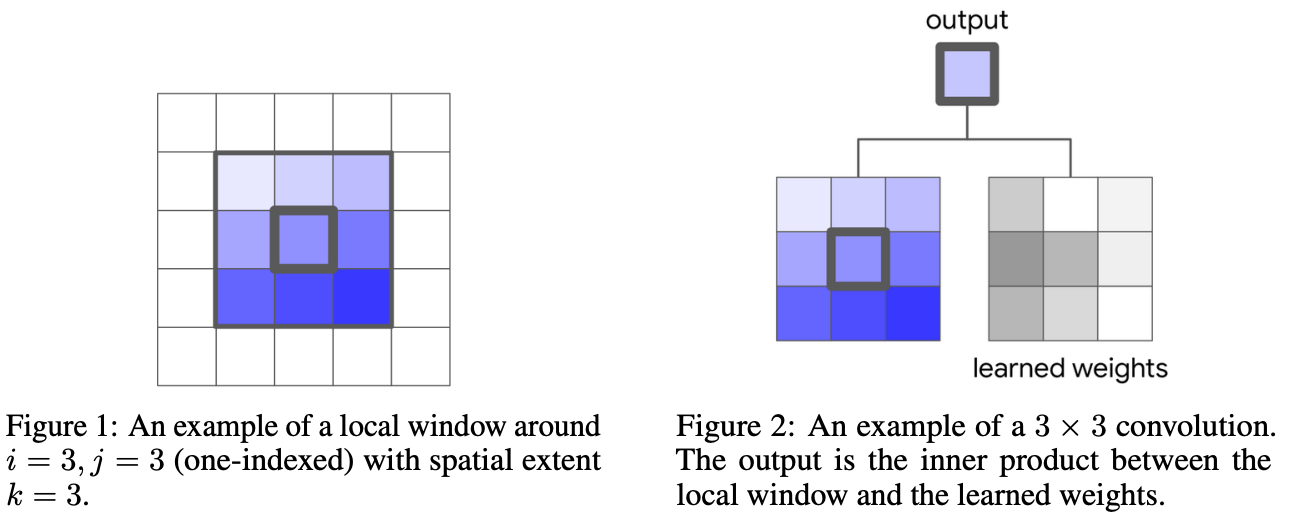 output
learned weights
Figure 1: An example of a local window around
i = 3, j = 3 (one-indexed) with spatial extent
k = 3.
Figure 2: An example of a 3 × 3 convolution.
The output is the inner product between the
local window and the learned weights.